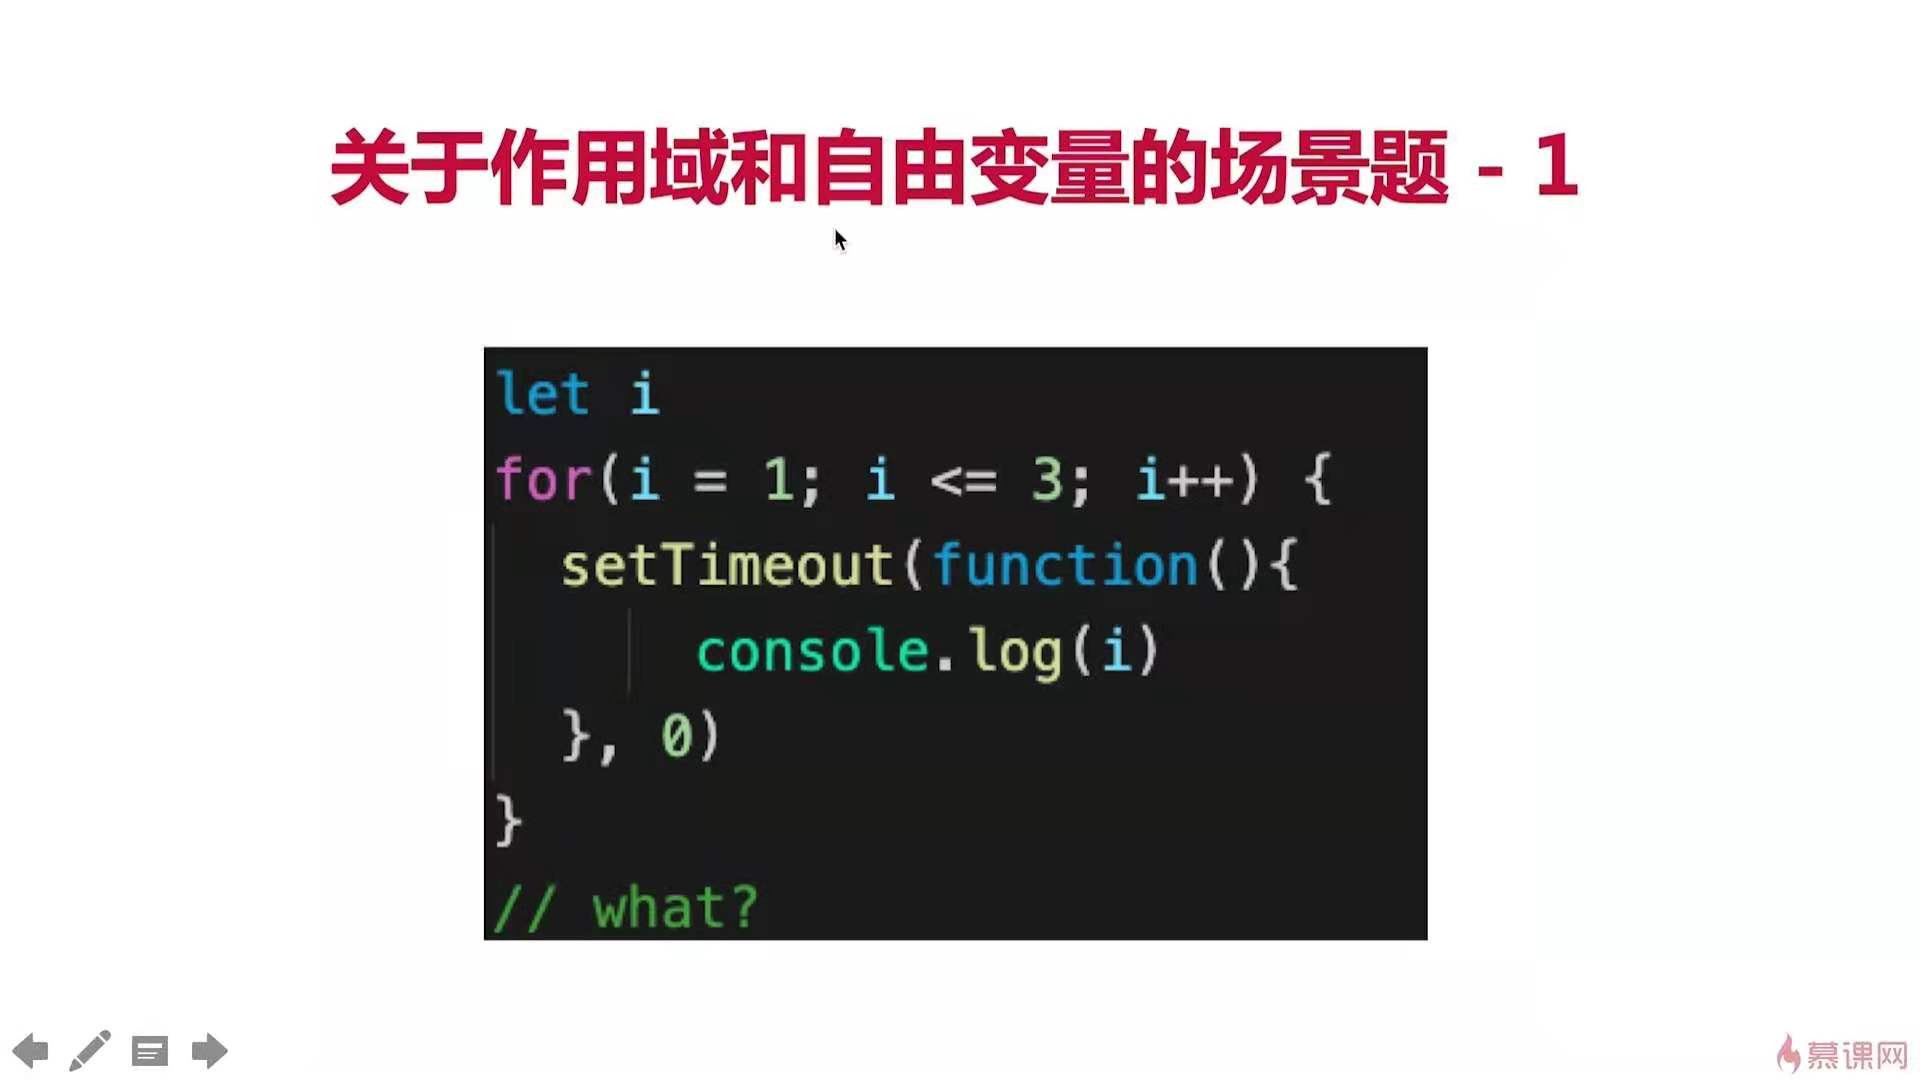 关于作用域和自由变量的场景题 - 1
let i
for(i = 1; i <= 3; i++) {
setTimeout(function(){
console.log(i)
}, 0)
}
// what?
慕课网